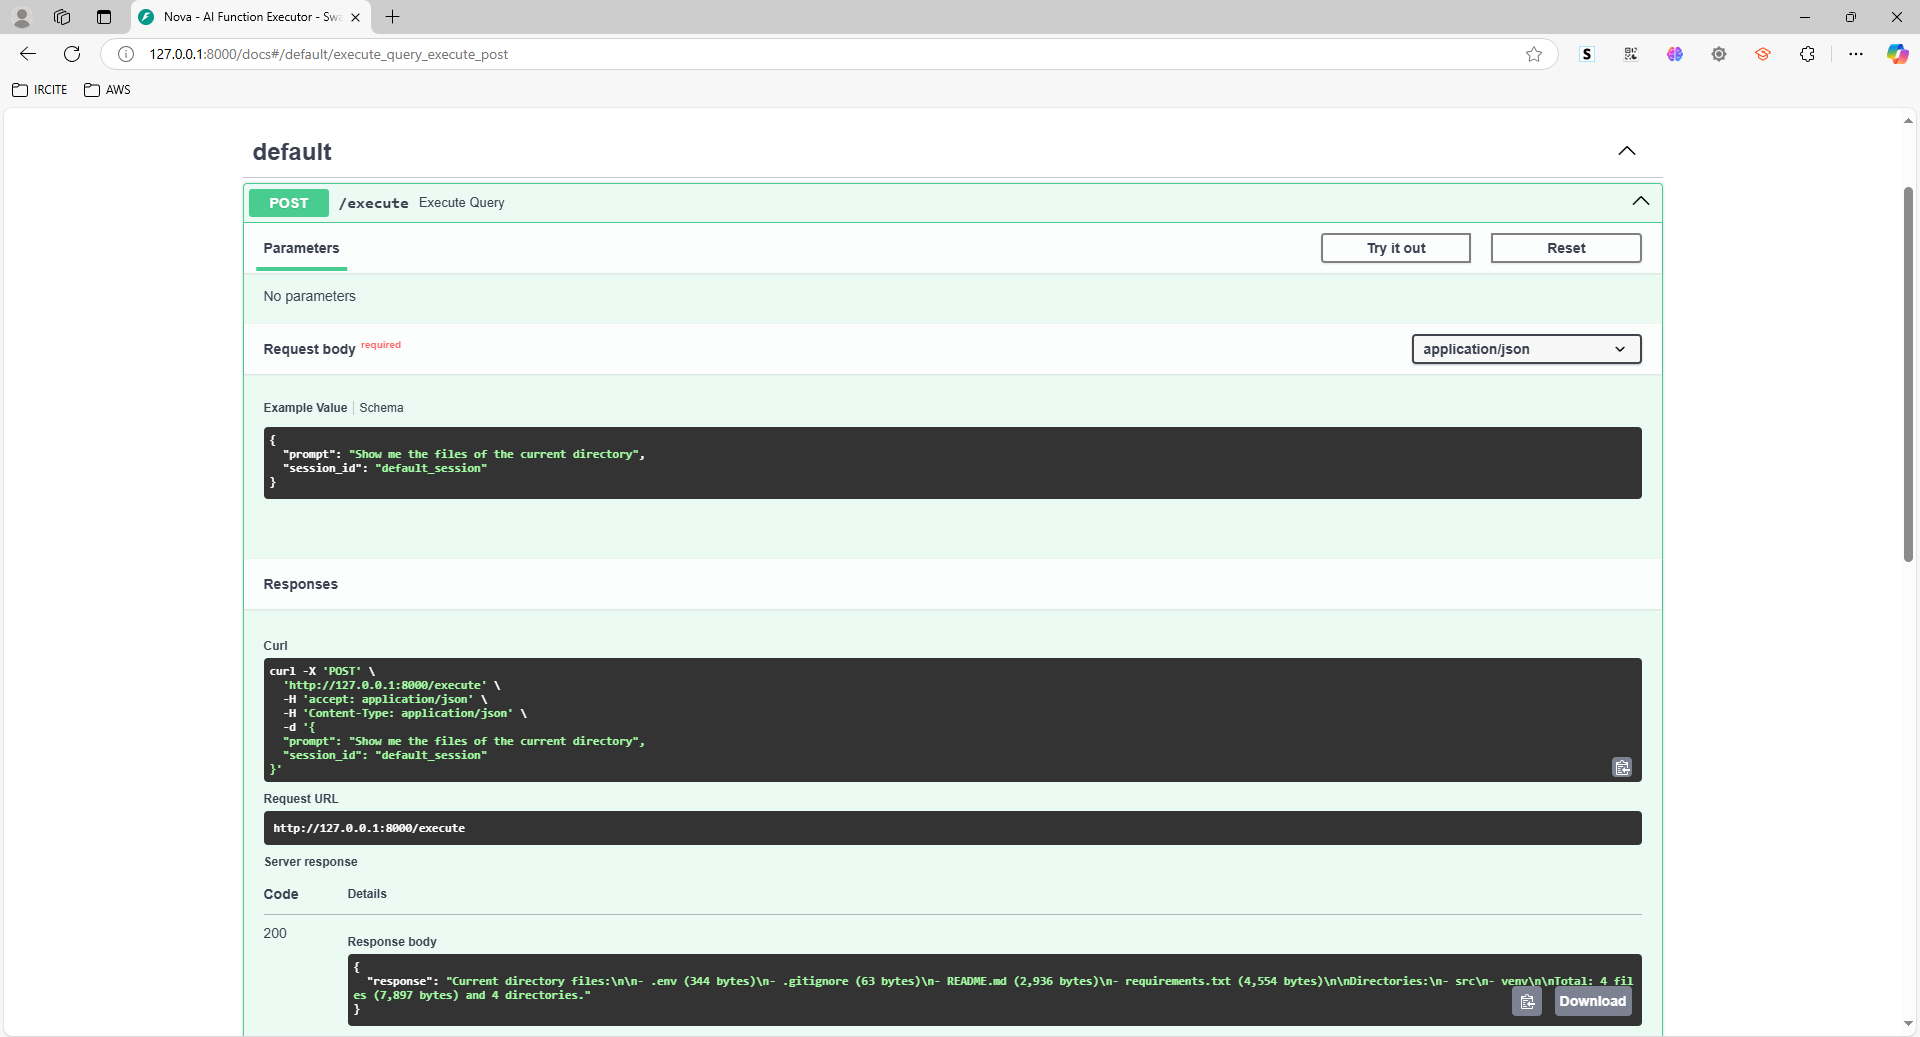 Nova - AI Function Executor - Swa
127.0.0.1:8000/docs#/default/execute_query_execute_post
IRCITE AWS
default
POST /execute Execute Query
Parameters Try it out Reset
No parameters
Request body required application/json
Example Value Schema
{
"prompt": "Show me the files of the current directory",
"session_id": "default_session"
}
Responses
Curl
curl -X 'POST' \
'http://127.0.0.1:8000/execute' \
-H 'accept: application/json' \
-H 'Content-Type: application/json' \
-d '{
"prompt": "Show me the files of the current directory",
"session_id": "default_session"
}'
Request URL
http://127.0.0.1:8000/execute
Server response
Code Details
200
Response body
{
"response": "Current directory files:\n\n- .env (344 bytes)\n- .gitignore (63 bytes)\n- README.md (2,936 bytes)\n- requirements.txt (4,554 bytes)\n\nDirectories:\n- src\n- venv\n\nTotal: 4 fil
es (7,897 bytes) and 4 directories."
}
Download